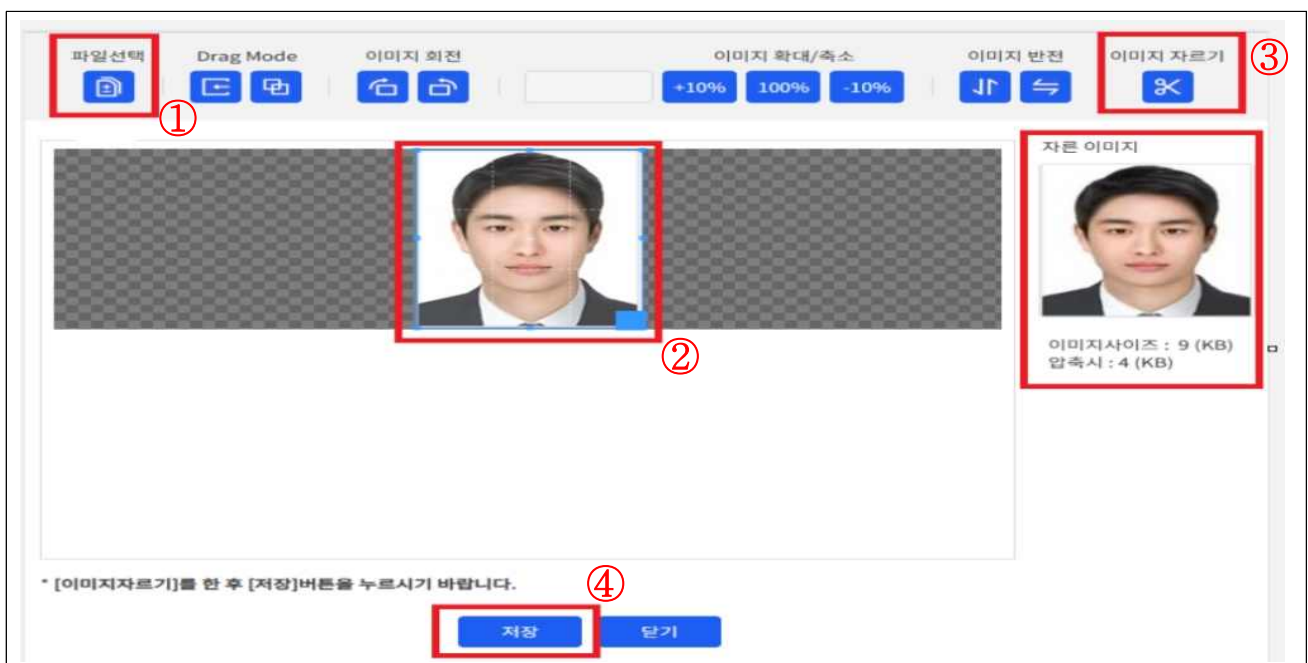 파일선택 Drag Mode 이미지 회전 이미지 확대/축소 이미지 반전 이미지 자르기 ③
+10% 100% -10%
①
자른 이미지
②
이미지사이즈 : 9 (KB)
압축시 : 4 (KB)
* [이미지자르기]를 한 후 [저장]버튼을 누르시기 바랍니다.
④
저장 닫기